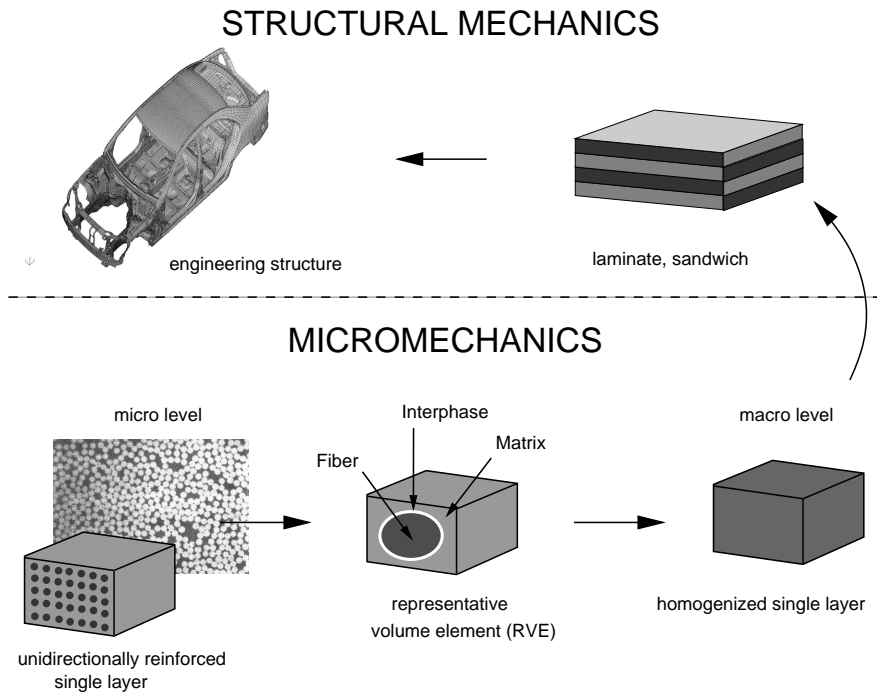 STRUCTURAL MECHANICS
engineering structure
laminate, sandwich
MICROMECHANICS
micro level
Interphase
macro level
Matrix
Fiber
representative
volume element (RVE)
homogenized single layer
unidirectionally reinforced
single layer